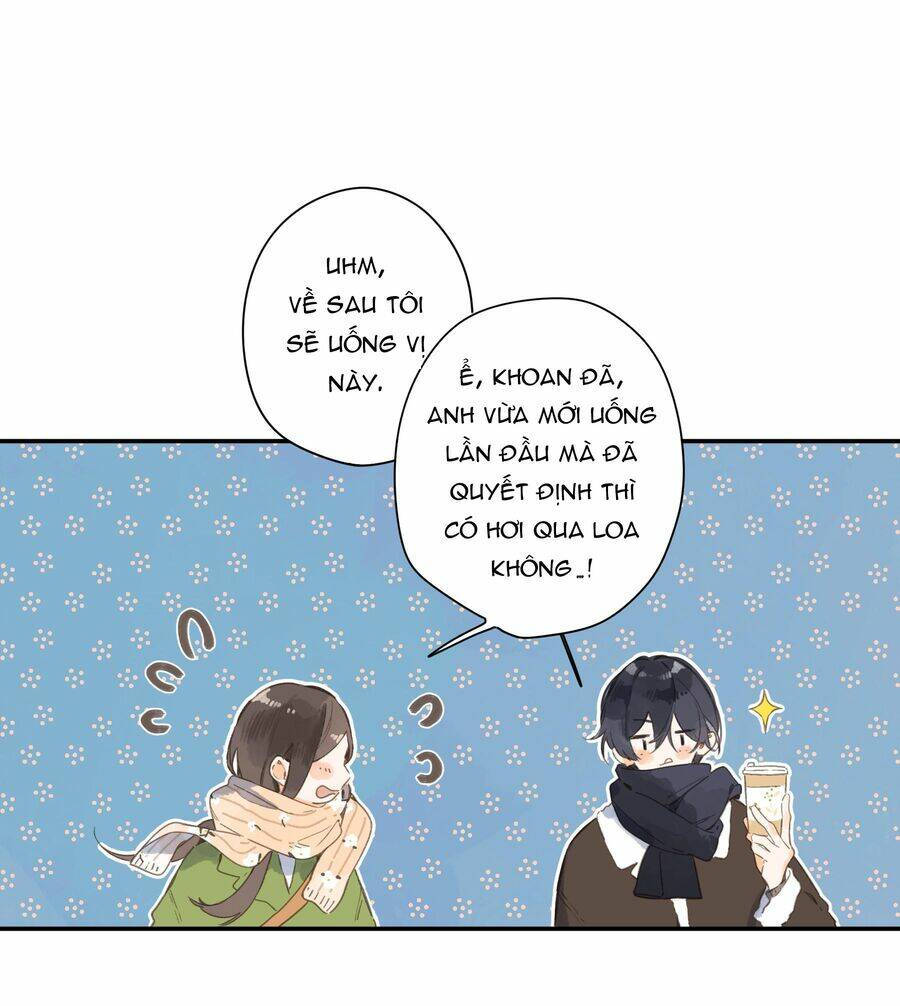 UHM,
VỀ SAU TÔI
SẼ UỐNG VỊ
NÀY.
Ể, KHOAN ĐÃ,
ANH VỪA MỚI UỐNG
LẦN ĐẦU MÀ ĐÃ
QUYẾT ĐỊNH THÌ
CÓ HƠI QUA LOA
KHÔNG...!